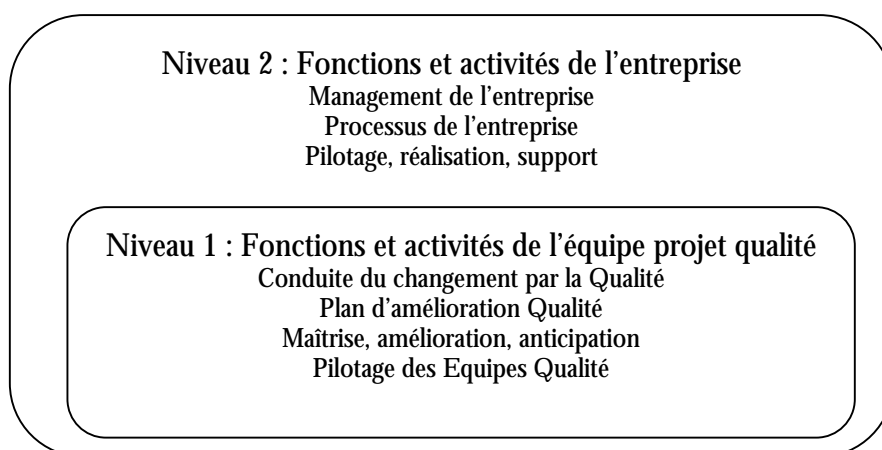 Niveau 2 : Fonctions et activités de l’entreprise
Management de l’entreprise
Processus de l’entreprise
Pilotage, réalisation, support
Niveau 1 : Fonctions et activités de l’équipe projet qualité
Conduite du changement par la Qualité
Plan d’amélioration Qualité
Maîtrise, amélioration, anticipation
Pilotage des Equipes Qualité